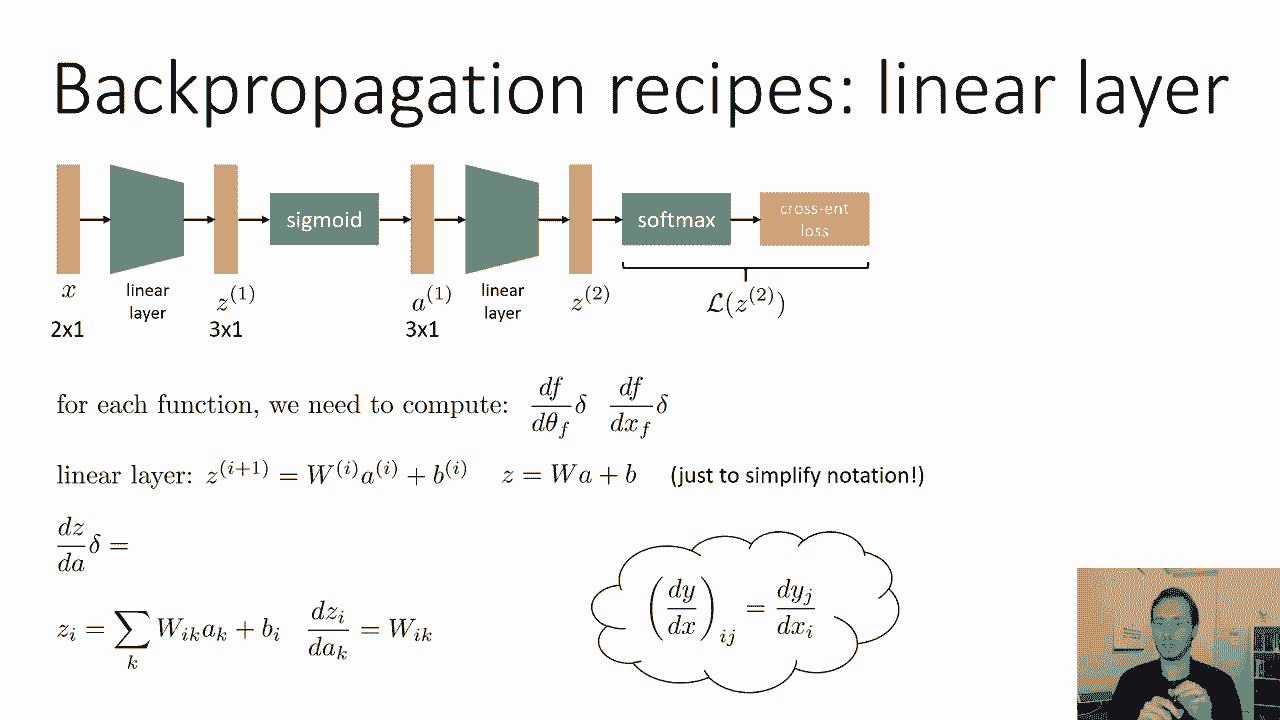 Backpropagation recipes: linear layer
sigmoid
softmax
cross-ent
loss
x
linear
layer
z^{(1)}
a^{(1)}
linear
layer
z^{(2)}
\mathcal{L}(z^{(2)})
2x1
3x1
3x1
for each function, we need to compute: \frac{df}{d\theta_f}\delta \frac{df}{dx_f}\delta
linear layer: z^{(i+1)} = W^{(i)}a^{(i)} + b^{(i)} z = Wa + b (just to simplify notation!)
\frac{dz}{da}\delta =
z_i = \sum_k W_{ik}a_k + b_i \frac{dz_i}{da_k} = W_{ik}
\left(\frac{dy}{dx}\right)_{ij} = \frac{dy_j}{dx_i}